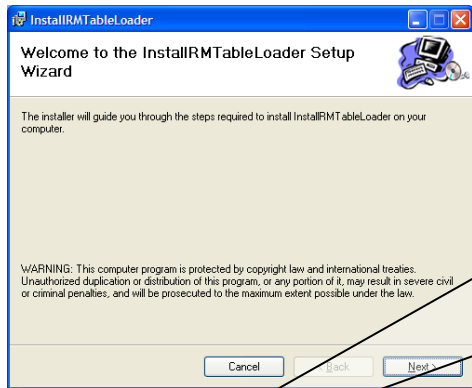 InstallRMTableLoader
Welcome to the InstallRMTableLoader Setup
Wizard
The installer will guide you through the steps required to install InstallRMTableLoader on your
computer.
WARNING: This computer program is protected by copyright law and international treaties.
Unauthorized duplication or distribution of this program, or any portion of it, may result in severe civil
or criminal penalties, and will be prosecuted to the maximum extent possible under the law.
Cancel
< Back
Next >